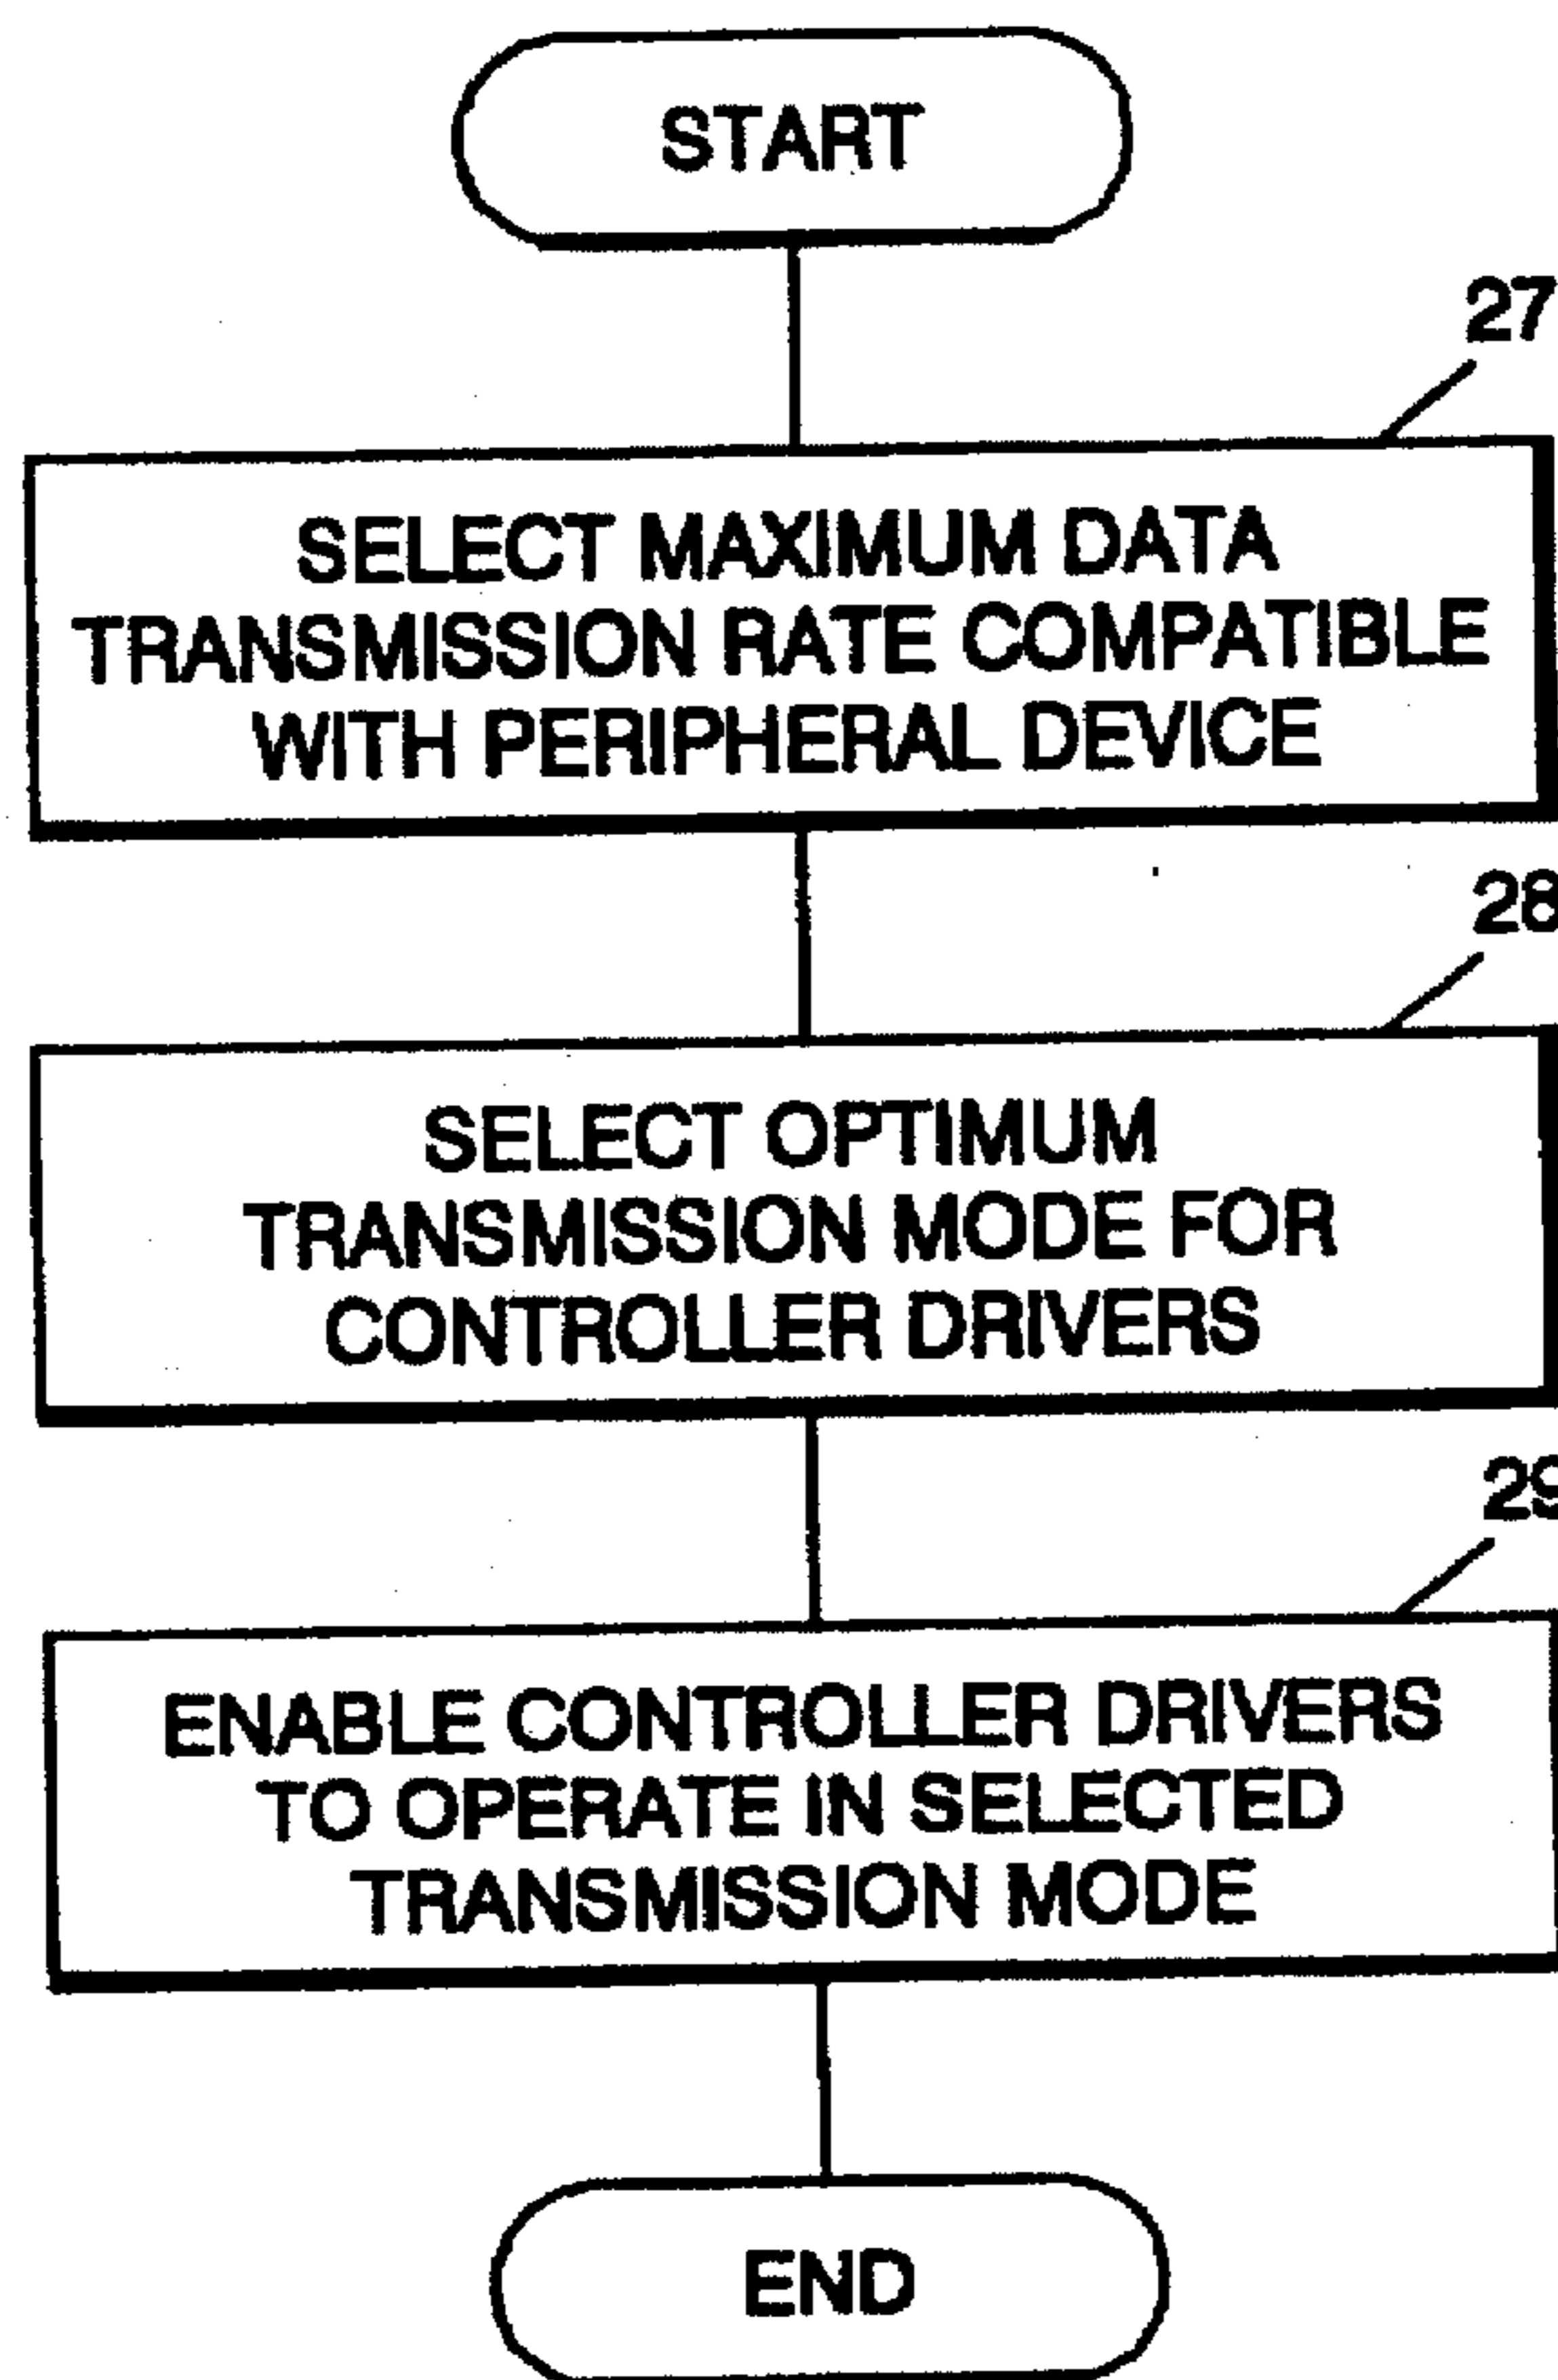 START
27
SELECT MAXIMUM DATA
TRANSMISSION RATE COMPATIBLE
WITH PERIPHERAL DEVICE
28
SELECT OPTIMUM
TRANSMISSION MODE FOR
CONTROLLER DRIVERS
29
ENABLE CONTROLLER DRIVERS
TO OPERATE IN SELECTED
TRANSMISSION MODE
END